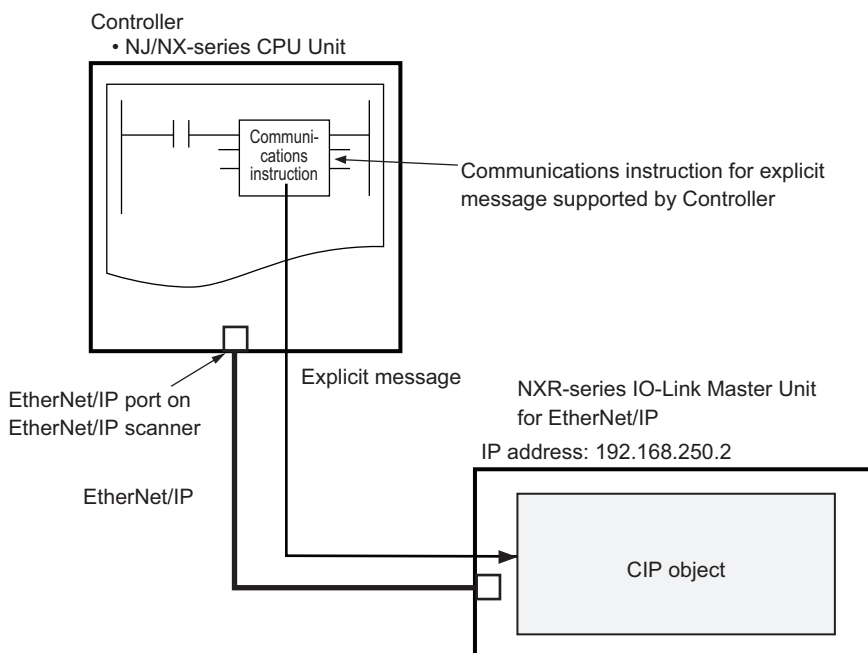 Controller
• NJ/NX-series CPU Unit
Communi-
cations
instruction
Communications instruction for explicit
message supported by Controller
Explicit message
EtherNet/IP port on
EtherNet/IP scanner
NXR-series IO-Link Master Unit
for EtherNet/IP
IP address: 192.168.250.2
EtherNet/IP
CIP object